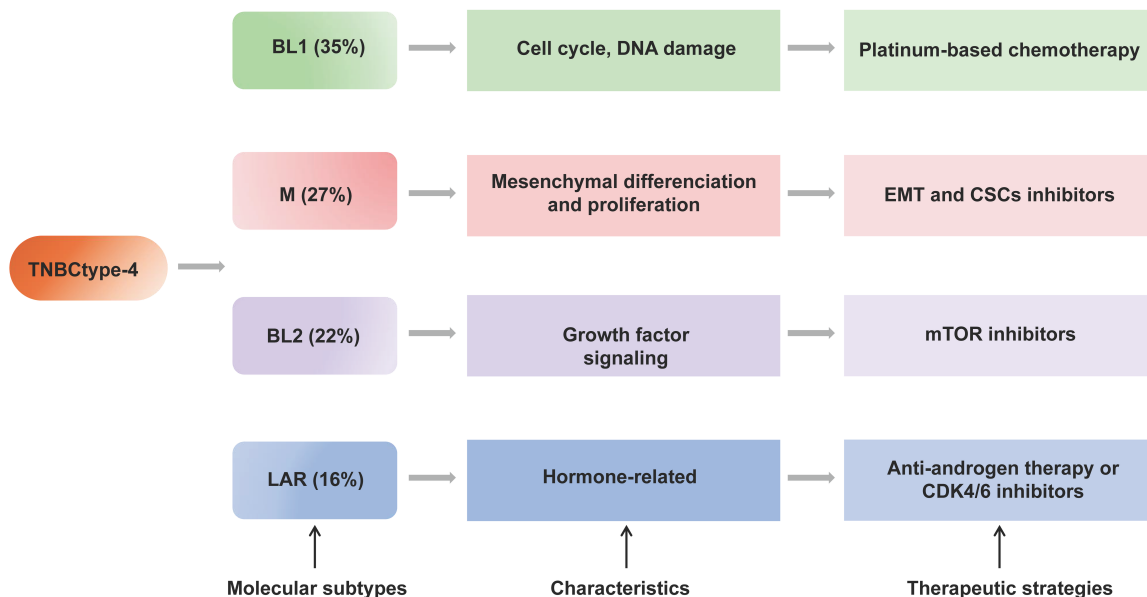 BL1 (35%)
Cell cycle, DNA damage
Platinum-based chemotherapy
M (27%)
Mesenchymal differenciation
and proliferation
EMT and CSCs inhibitors
TNBCtype-4
BL2 (22%)
Growth factor
signaling
mTOR inhibitors
LAR (16%)
Hormone-related
Anti-androgen therapy or
CDK4/6 inhibitors
Molecular subtypes
Characteristics
Therapeutic strategies